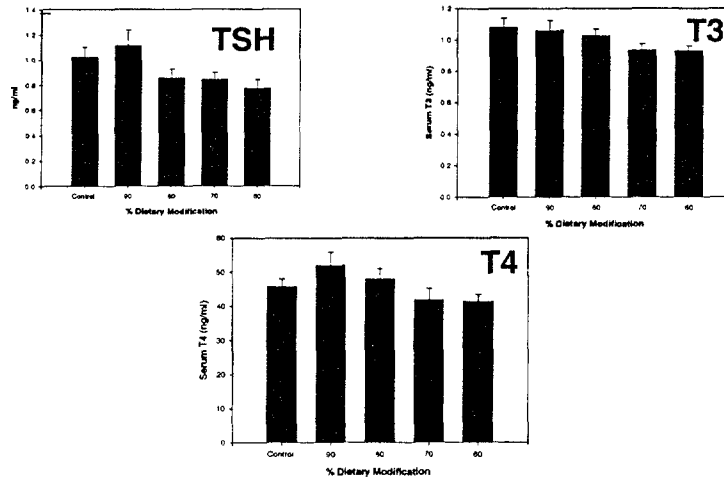 TSH
ng/ml
1.4
1.2
1.0
0.8
0.6
0.4
0.2
0.0
Control 90 80 70 60
% Dietary Modification
T3
Serum T3 (ng/ml)
1.2
1.0
0.8
0.6
0.4
0.2
0.0
Control 90 80 70 60
% Dietary Modification
T4
Serum T4 (ng/ml)
60
50
40
30
20
10
0
Control 90 80 70 60
% Dietary Modification